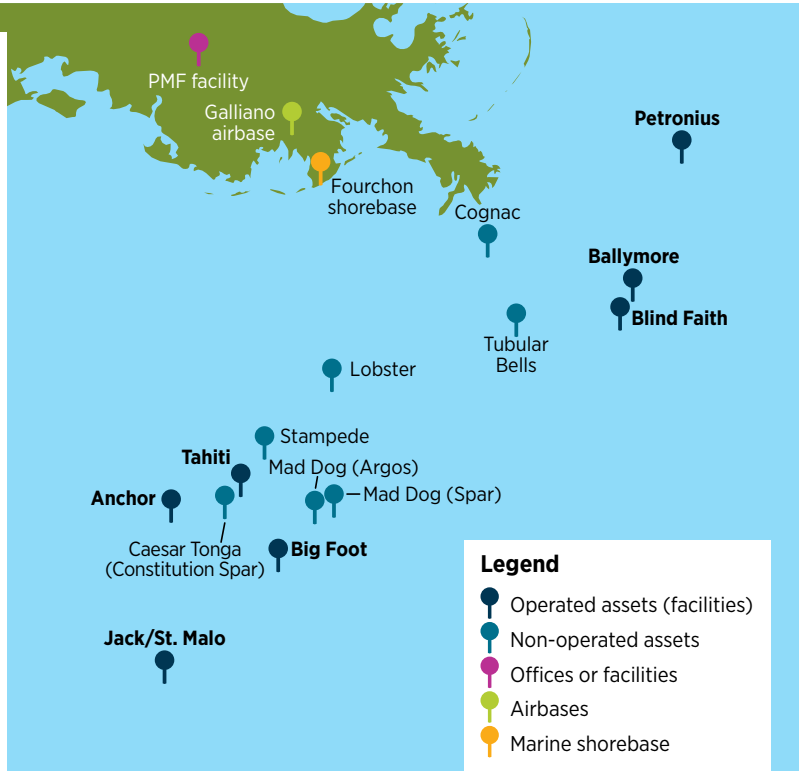 PMF facility
Galliano
airbase
Petronius
Fourchon
shorebase
Cognac
Ballymore
Blind Faith
Tubular
Bells
Lobster
Stampede
Tahiti
Mad Dog (Argos)
Anchor
Mad Dog (Spar)
Caesar Tonga
(Constitution Spar)
Big Foot
Jack/St. Malo
Legend
Operated assets (facilities)
Non-operated assets
Offices or facilities
Airbases
Marine shorebase